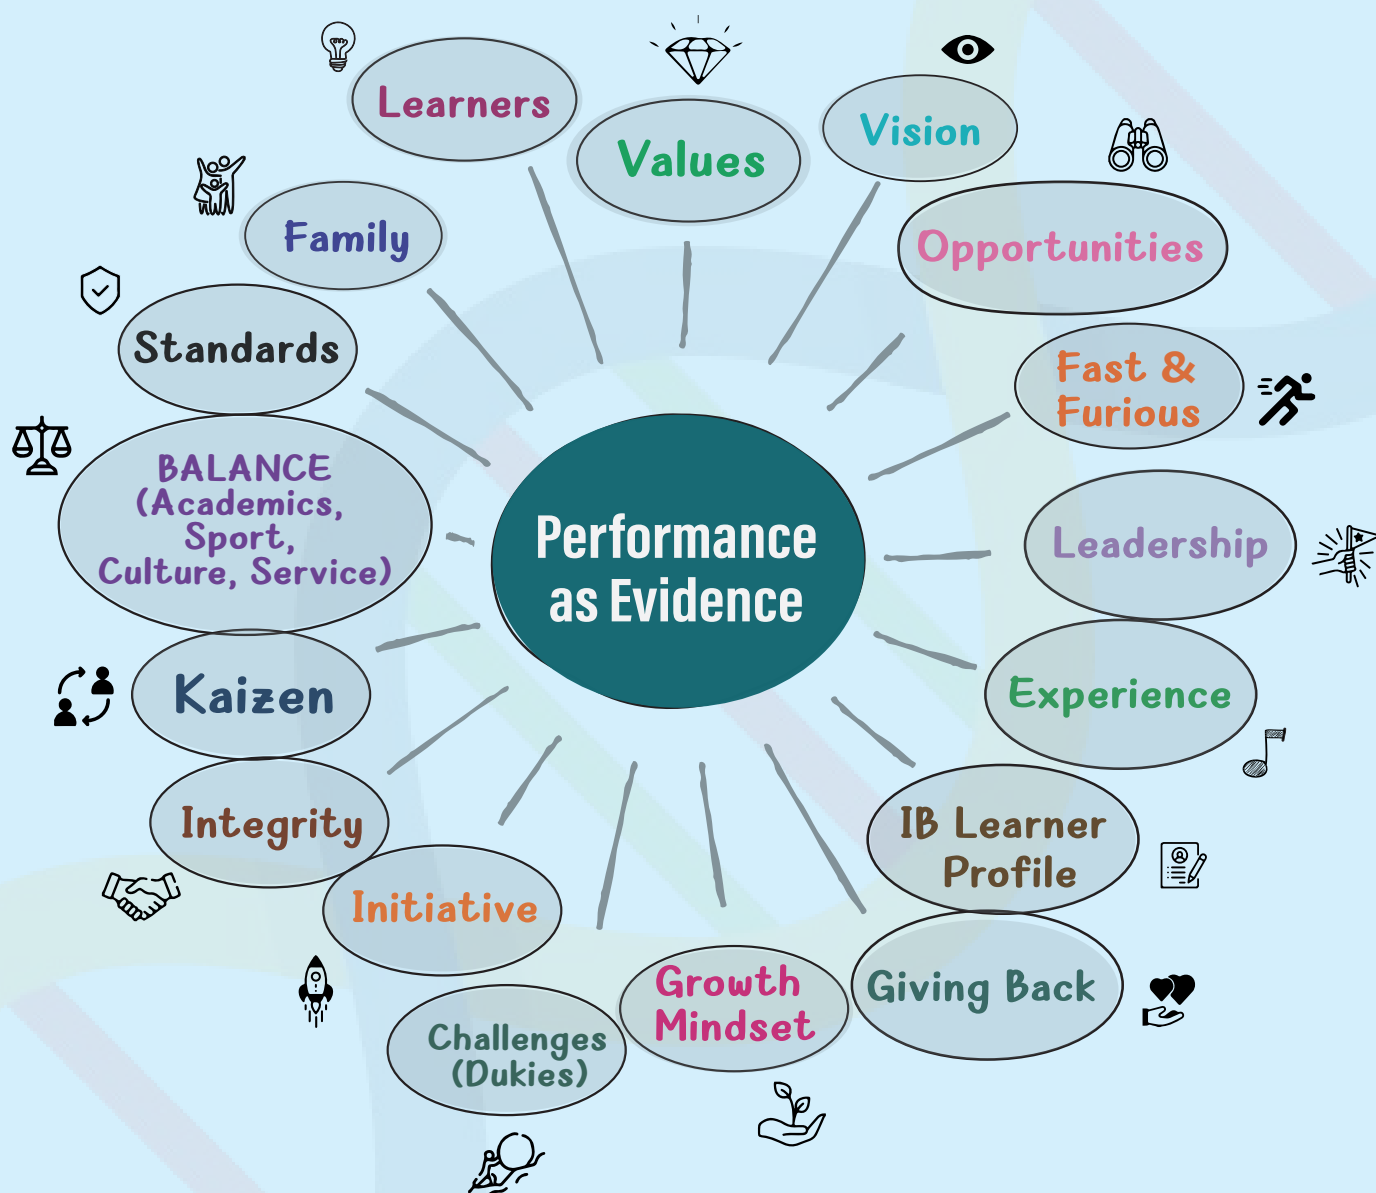 Learners
Values
Vision
Opportunities
Family
Standards
Fast &
Furious
BALANCE
(Academics,
Sport,
Culture, Service)
Performance
as Evidence
Leadership
Kaizen
Experience
Integrity
IB Learner
Profile
Initiative
Giving Back
Growth
Mindset
Challenges
(Dukies)